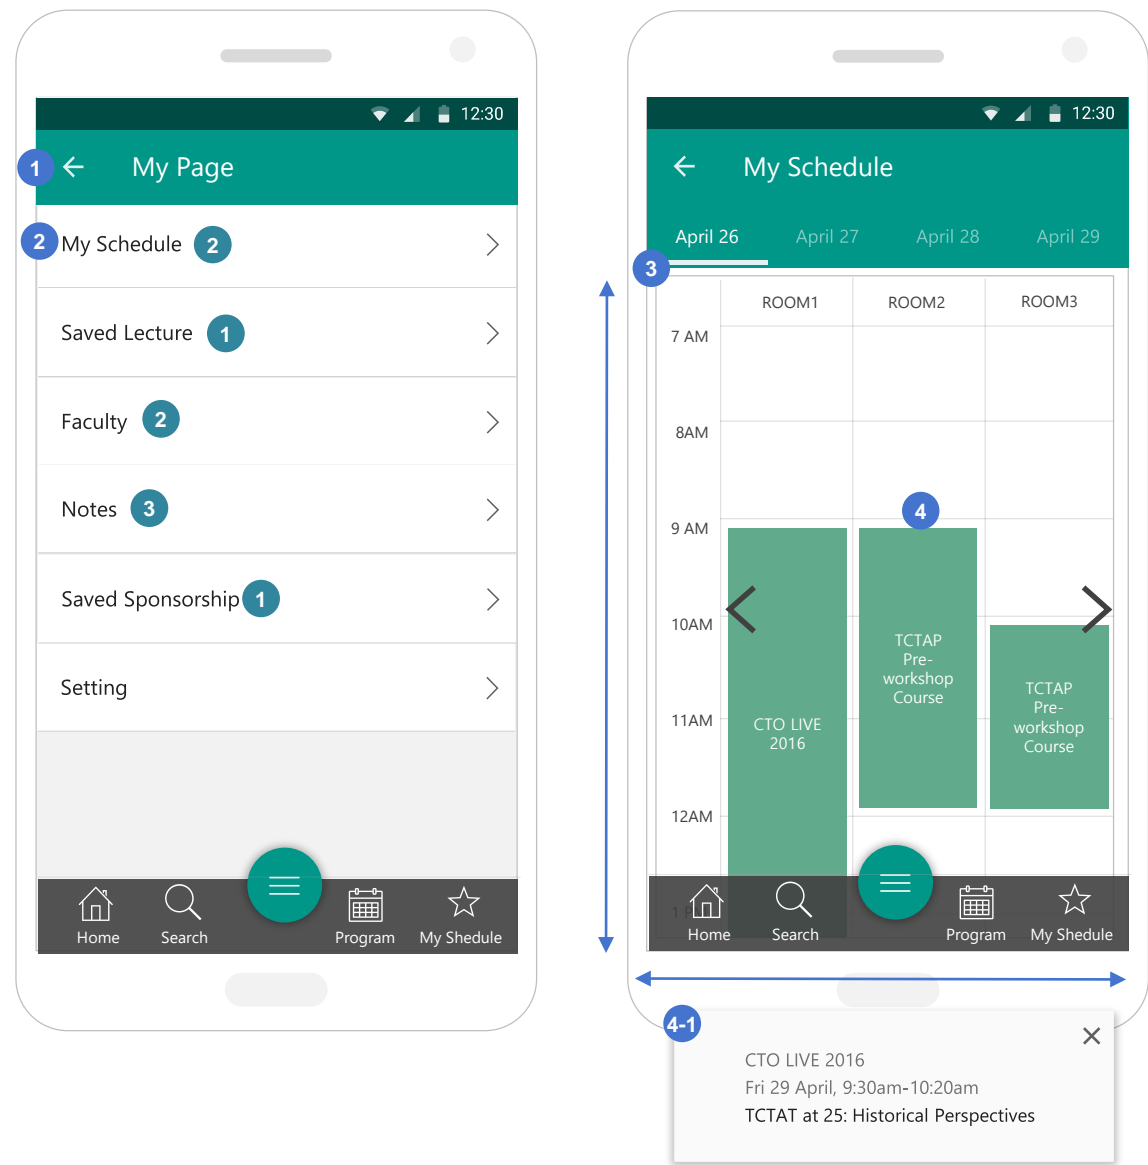 12:30
1
My Page
2
My Schedule 2
Saved Lecture 1
Faculty 2
Notes 3
Saved Sponsorship 1
Setting
Home Search Program My Shedule
12:30
My Schedule
April 26 April 27 April 28 April 29
3
ROOM1 ROOM2 ROOM3
7 AM
8AM
4
9 AM
10AM
TCTAP
Pre-
workshop
Course
TCTAP
Pre-
workshop
Course
11AM
CTO LIVE
2016
12AM
Home Search Program My Shedule
4-1
CTO LIVE 2016
Fri 29 April, 9:30am-10:20am
TCTAT at 25: Historical Perspectives